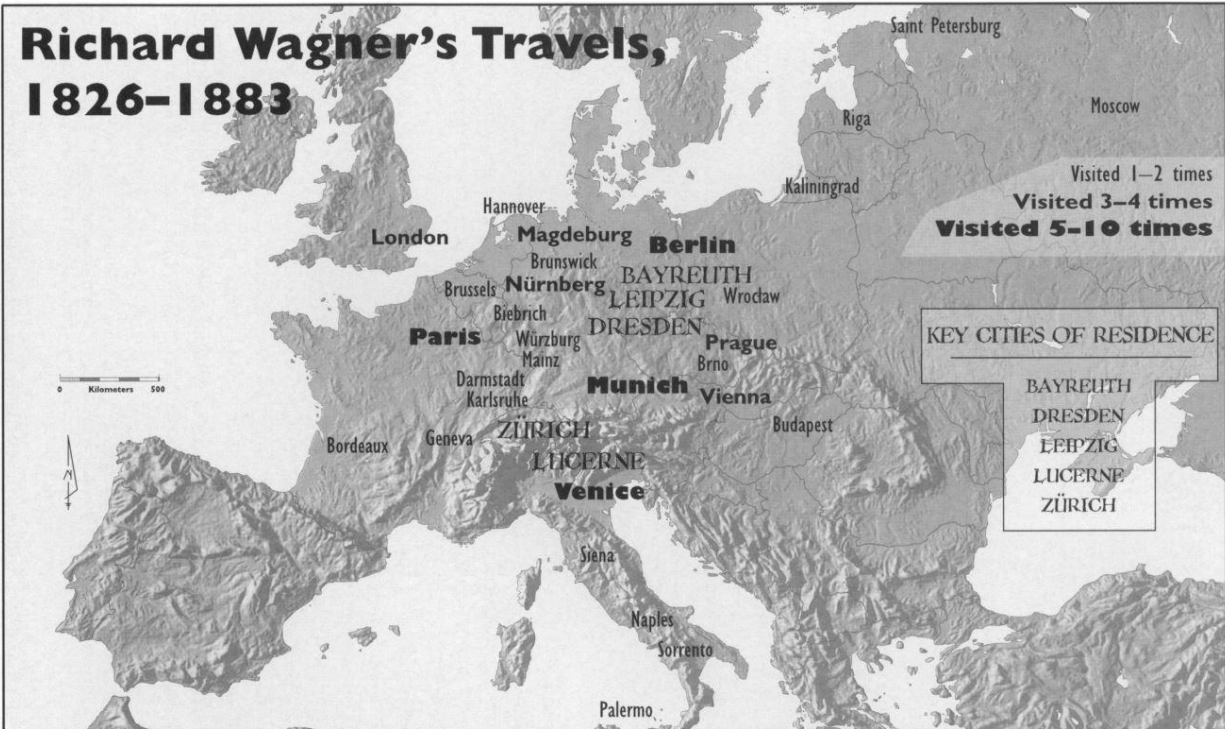 Richard Wagner's Travels,
1826–1883
Saint Petersburg
Moscow
Riga
Kaliningrad
Visited 1–2 times
Visited 3–4 times
Visited 5–10 times
Hannover
London
Magdeburg
Berlin
Brunswick
BAYREUTH
Brussels
Nürnberg
LEIPZIG
Wrocław
Biebrich
DRESDEN
Paris
Würzburg
Prague
Mainz
Brno
Darmstadt
Munich
Karlsruhe
Vienna
Bordeaux
Geneva
ZÜRICH
Budapest
LUCERNE
Venice
Siena
Naples
Sorrento
Palermo
0 Kilometers 500
N
KEY CITIES OF RESIDENCE
BAYREUTH
DRESDEN
LEIPZIG
LUCERNE
ZÜRICH